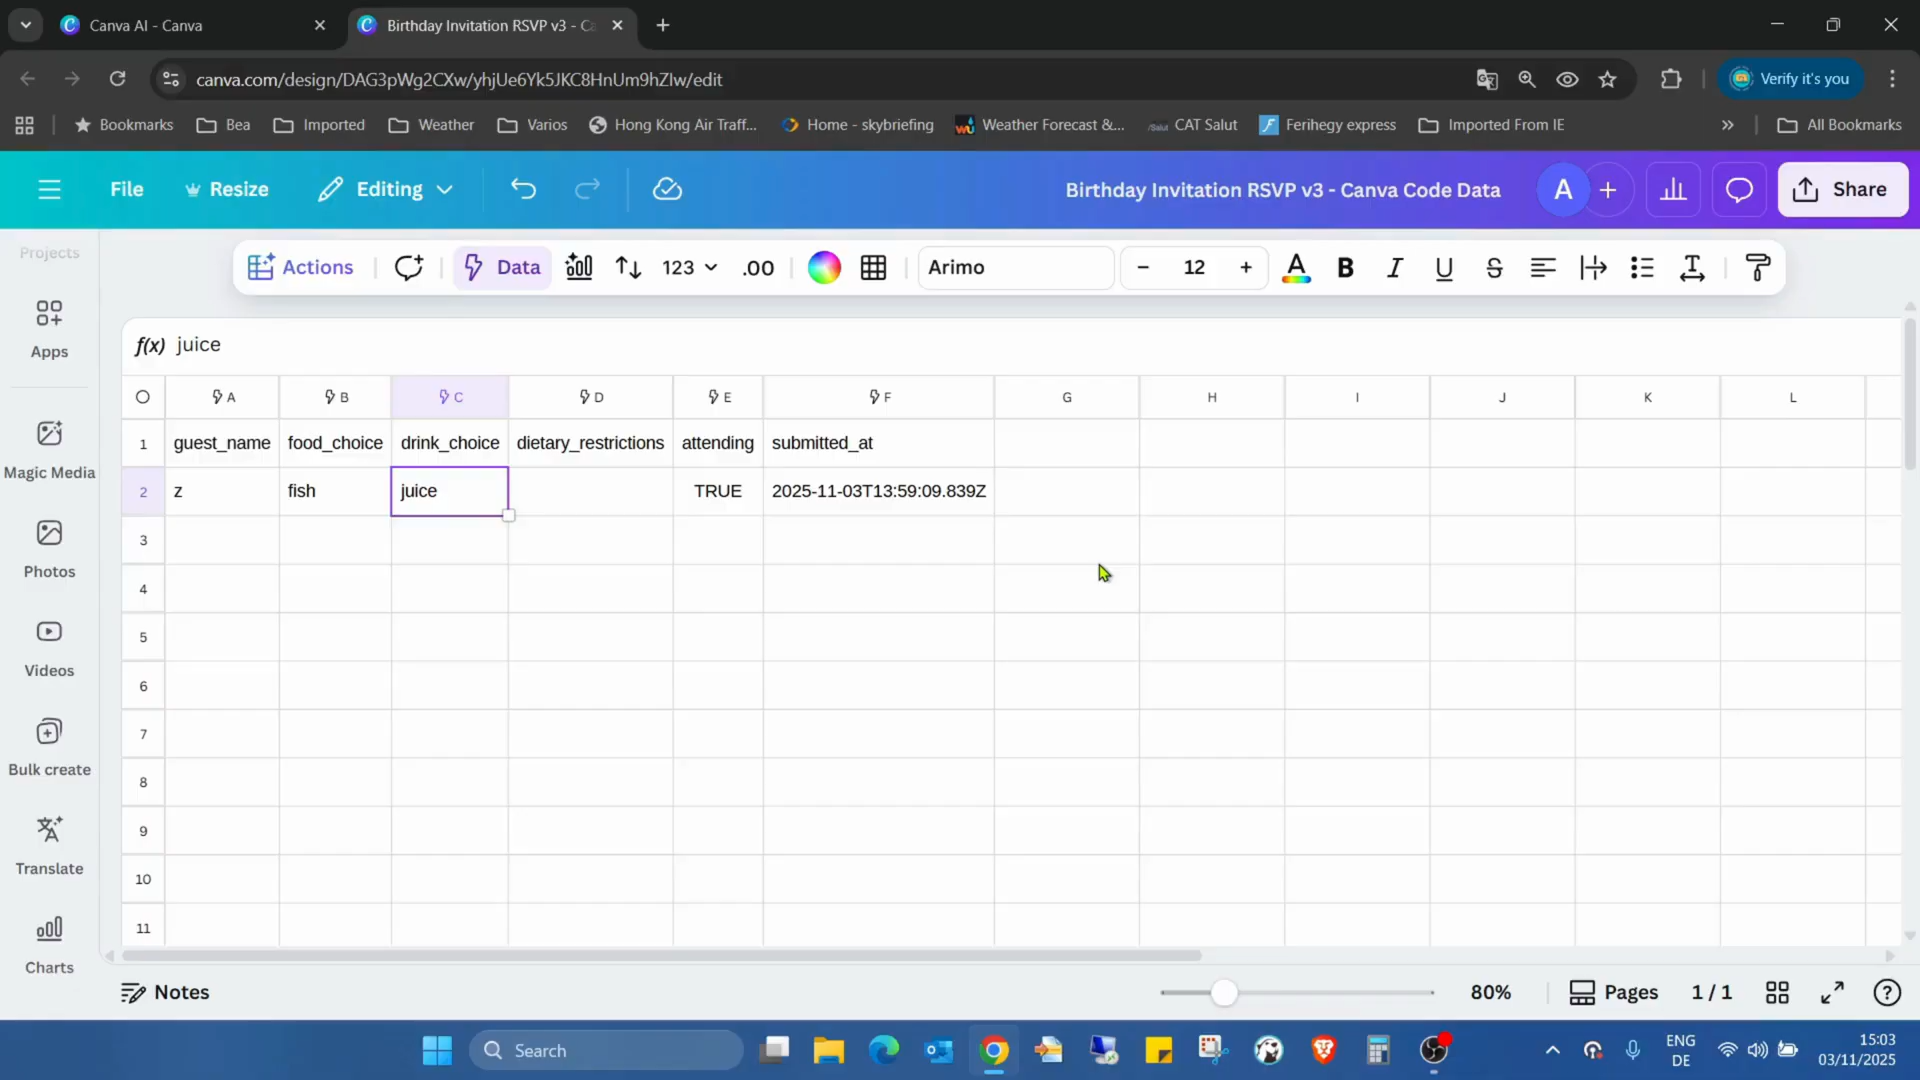 Canva AI - Canva
Birthday Invitation RSVP v3 - Ca
canva.com/design/DAG3pWg2CXw/yhjUe6Yk5JKC8HnUm9hZlw/edit
Verify it's you
Bookmarks Bea Imported Weather Varios Hong Kong Air Traff... Home - skybriefing Weather Forecast &... CAT Salut Ferihegy express Imported From IE » All Bookmarks
File Resize Editing Birthday Invitation RSVP v3 - Canva Code Data A + Share
Projects
Actions Data 123 .00 Arimo − 12 + A B I U S
Apps
f(x) juice
A B C D E F G H I J K L
1 guest_name food_choice drink_choice dietary_restrictions attending submitted_at
2 z fish juice TRUE 2025-11-03T13:59:09.839Z
3
4
5
6
7
8
9
10
11
Magic Media
Photos
Videos
Bulk create
Translate
Charts
Notes 80% Pages 1 / 1
Search
ENG
DE
15:03
03/11/2025